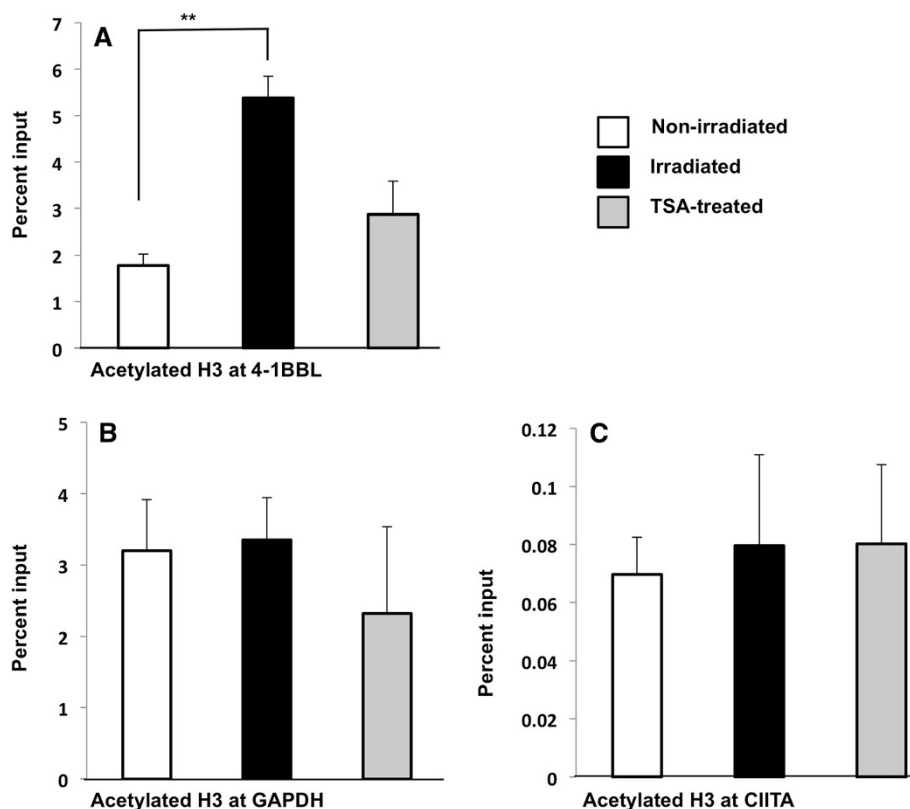 A
**
Percent input
7
6
5
4
3
2
1
0
Acetylated H3 at 4-1BBL
Non-irradiated
Irradiated
TSA-treated
B
Percent input
5
4
3
2
1
0
Acetylated H3 at GAPDH
C
Percent input
0.12
0.1
0.08
0.06
0.04
0.02
0
Acetylated H3 at CIITA